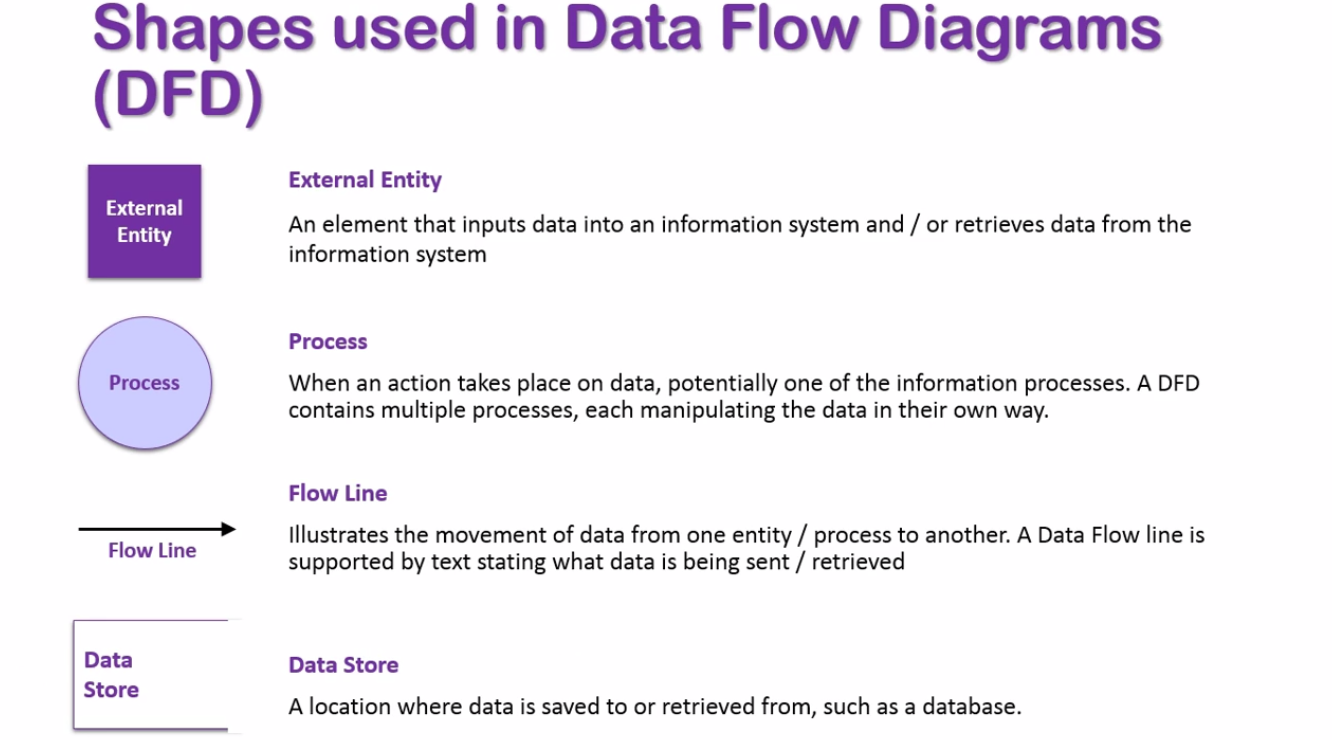 Shapes used in Data Flow Diagrams
(DFD)
External
Entity
External Entity
An element that inputs data into an information system and / or retrieves data from the
information system
Process
Process
When an action takes place on data, potentially one of the information processes. A DFD
contains multiple processes, each manipulating the data in their own way.
Flow Line
Flow Line
Illustrates the movement of data from one entity / process to another. A Data Flow line is
supported by text stating what data is being sent / retrieved
Data
Store
Data Store
A location where data is saved to or retrieved from, such as a database.